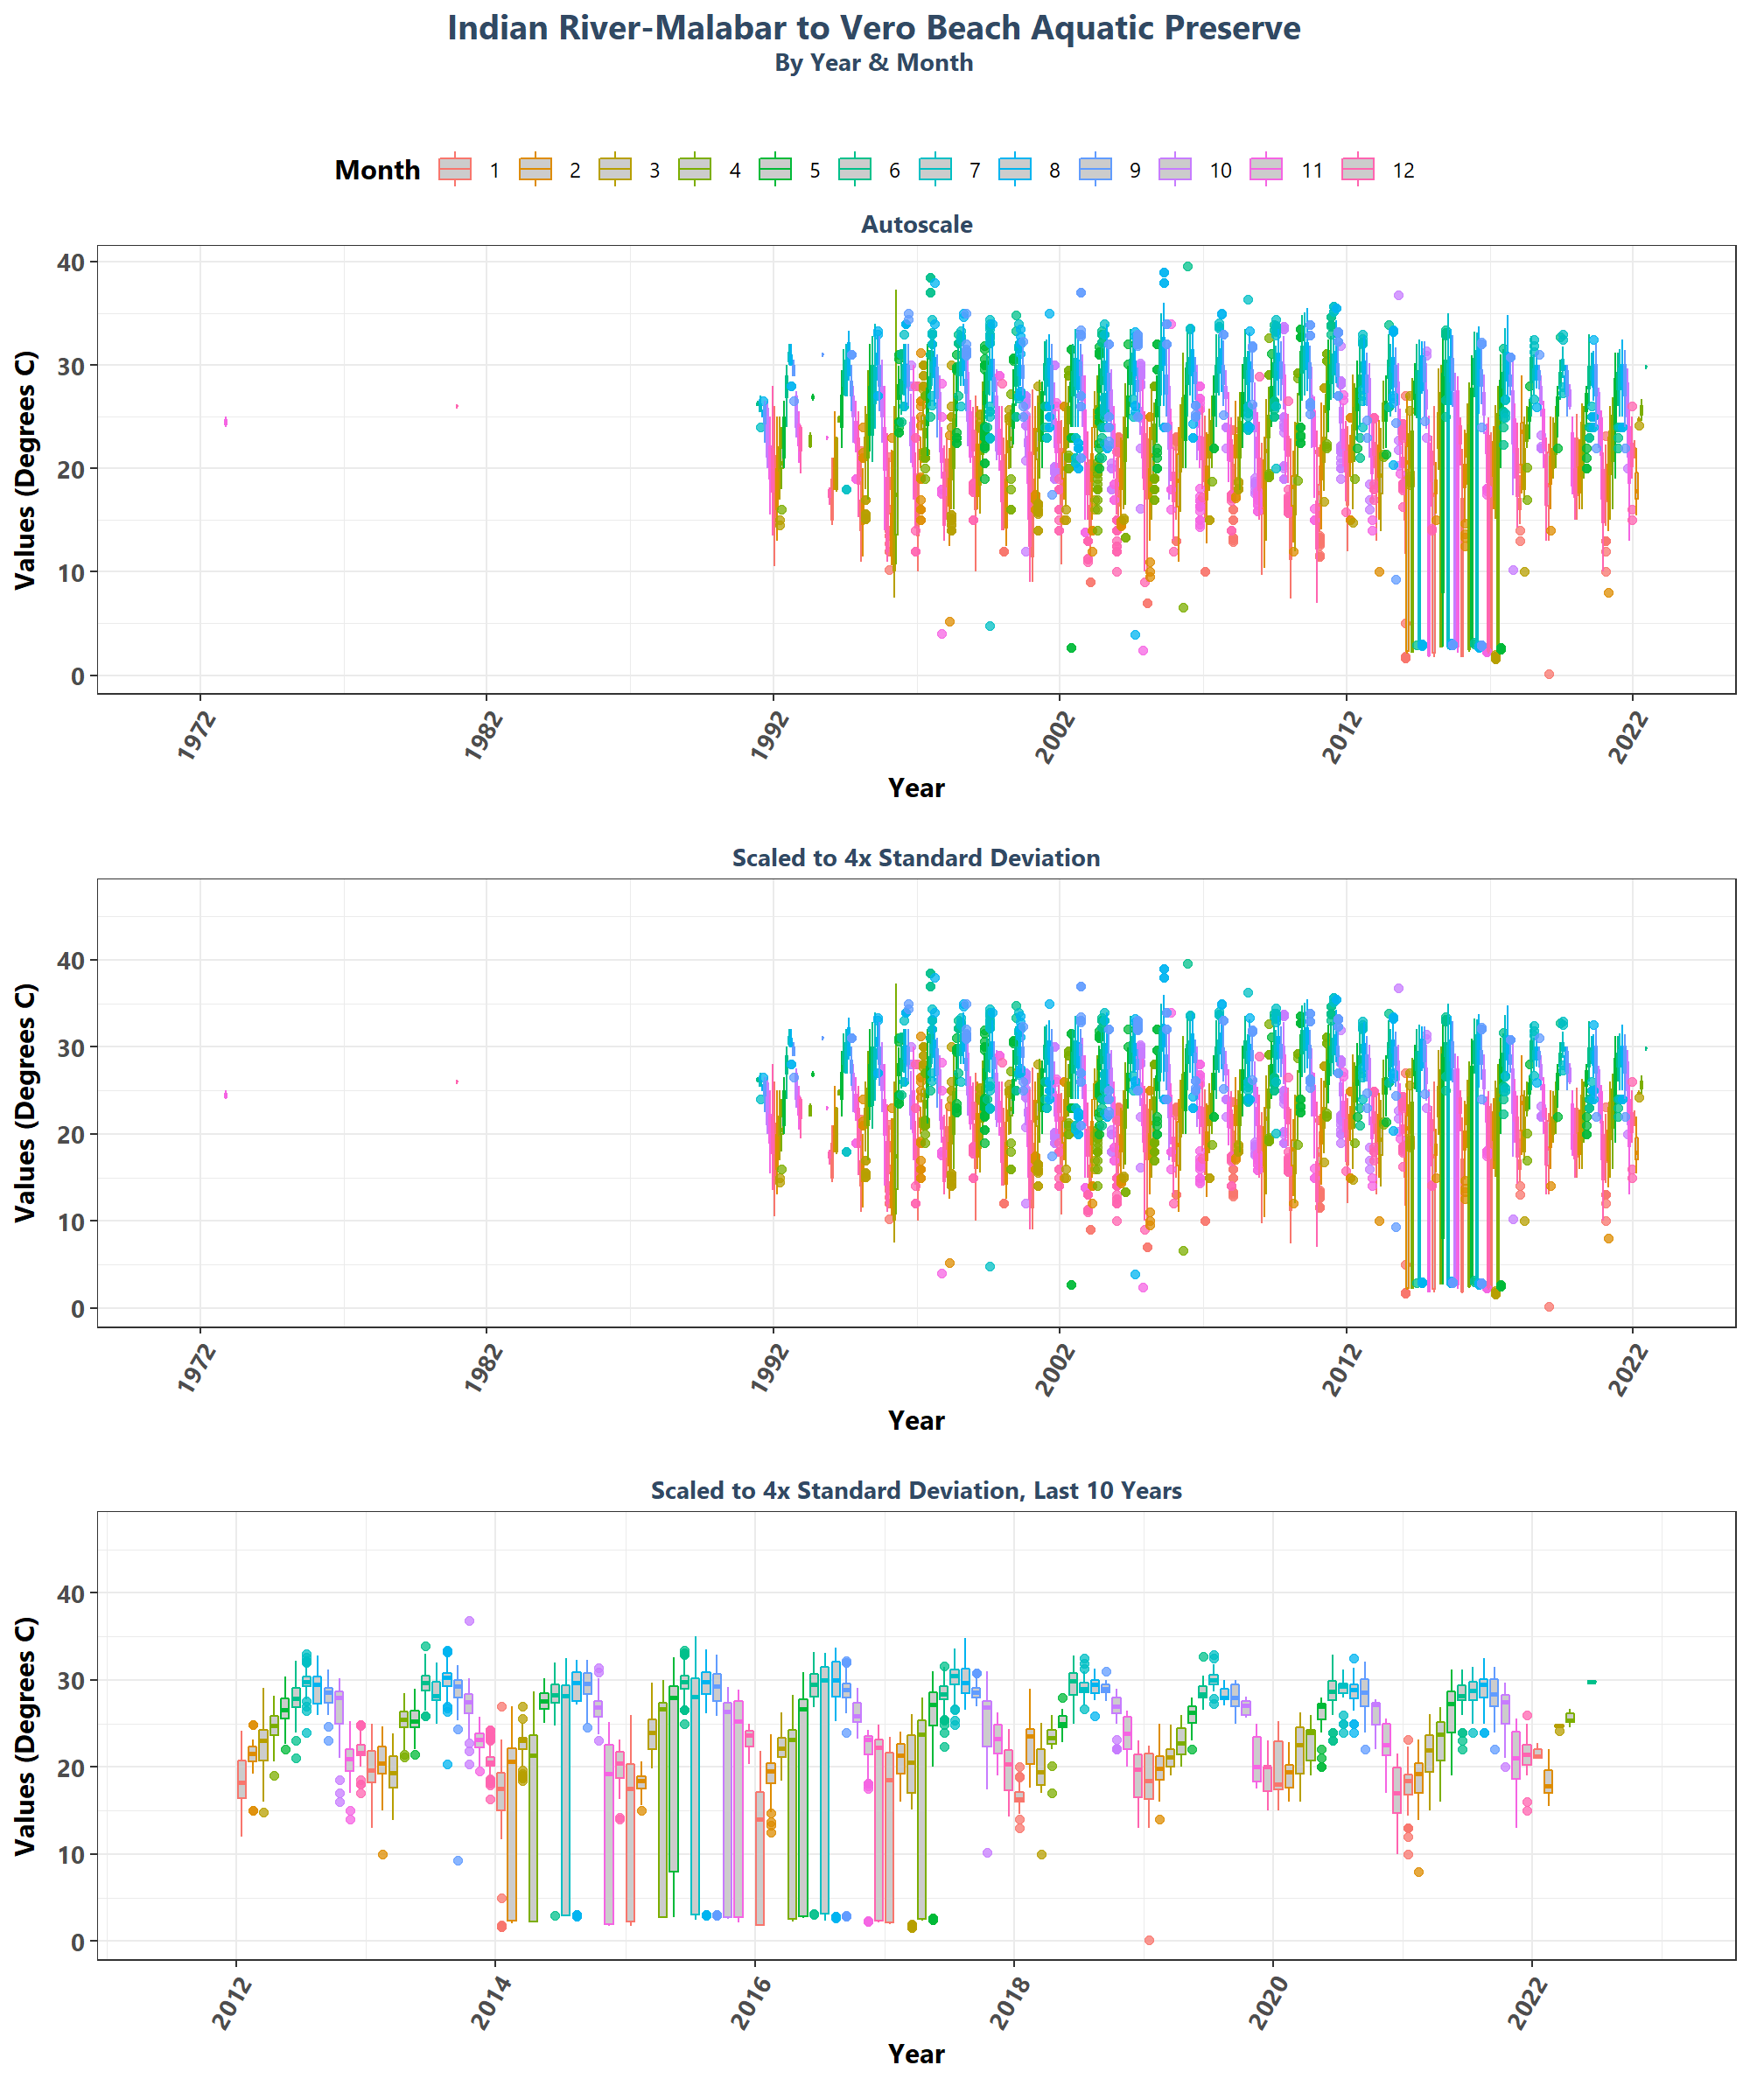 Indian River-Malabar to Vero Beach Aquatic Preserve
By Year & Month
Month 1 2 3 4 5 6 7 8 9 10 11 12
Autoscale
Values (Degrees C)
40
30
20
10
0
1972 1982 1992 2002 2012 2022
Year
Scaled to 4x Standard Deviation
Values (Degrees C)
40
30
20
10
0
1972 1982 1992 2002 2012 2022
Year
Scaled to 4x Standard Deviation, Last 10 Years
Values (Degrees C)
40
30
20
10
0
2012 2014 2016 2018 2020 2022
Year